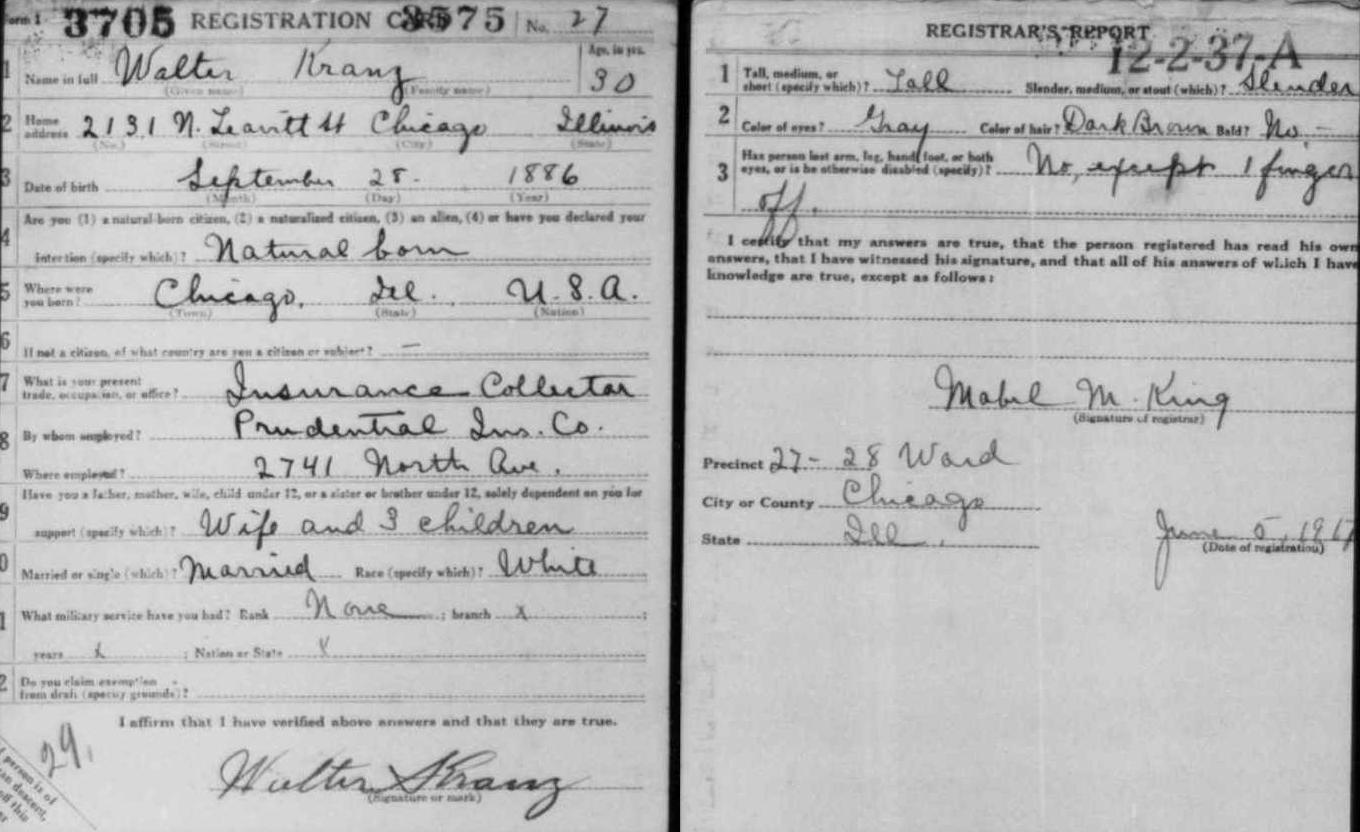 Form 1 3705 REGISTRATION CARD 3575 No. 27
1 Name in full Walter Kranz Age, in yrs. 30
(Given name) (Family name)
2 Home address 2131 N. Leavitt St Chicago Illinois
(No.) (Street) (City) (State)
3 Date of birth September 28. 1886
(Month) (Day) (Year)
Are you (1) a natural-born citizen, (2) a naturalized citizen, (3) an alien, (4) or have you declared your
4 intention (specify which)? Natural born
5 Where were you born? Chicago, Ill. U.S.A.
(Town) (State) (Nation)
6 If not a citizen, of what country are you a citizen or subject? —
7 What is your present trade, occupation, or office? Insurance Collector
8 By whom employed? Prudential Ins. Co.
Where employed? 2741 North Ave.
9 Have you a father, mother, wife, child under 12, or a sister or brother under 12, solely dependent on you for
support (specify which)? Wife and 3 children
0 Married or single (which)? Married Race (specify which)? White
1 What military service have you had? Rank None ; branch x ;
years x ; Nation or State x
2 Do you claim exemption from draft (specify grounds)?
I affirm that I have verified above answers and that they are true.
29.
Walter Kranz
(Signature or mark)
person is of
descent,
off this
REGISTRAR'S REPORT
12-2-37-A
1 Tall, medium, or short (specify which)? Tall Slender, medium, or stout (which)? Slender
2 Color of eyes? Gray Color of hair? Dark Brown Bald? No -
3 Has person lost arm, leg, hand, foot, or both eyes, or is he otherwise disabled (specify)? No, except 1 finger
off.
I certify that my answers are true, that the person registered has read his own
answers, that I have witnessed his signature, and that all of his answers of which I have
knowledge are true, except as follows:
Mabel M. King
(Signature of registrar)
Precinct 27- 28 Ward
City or County Chicago
State Ill. June 5, 1917
(Date of registration)